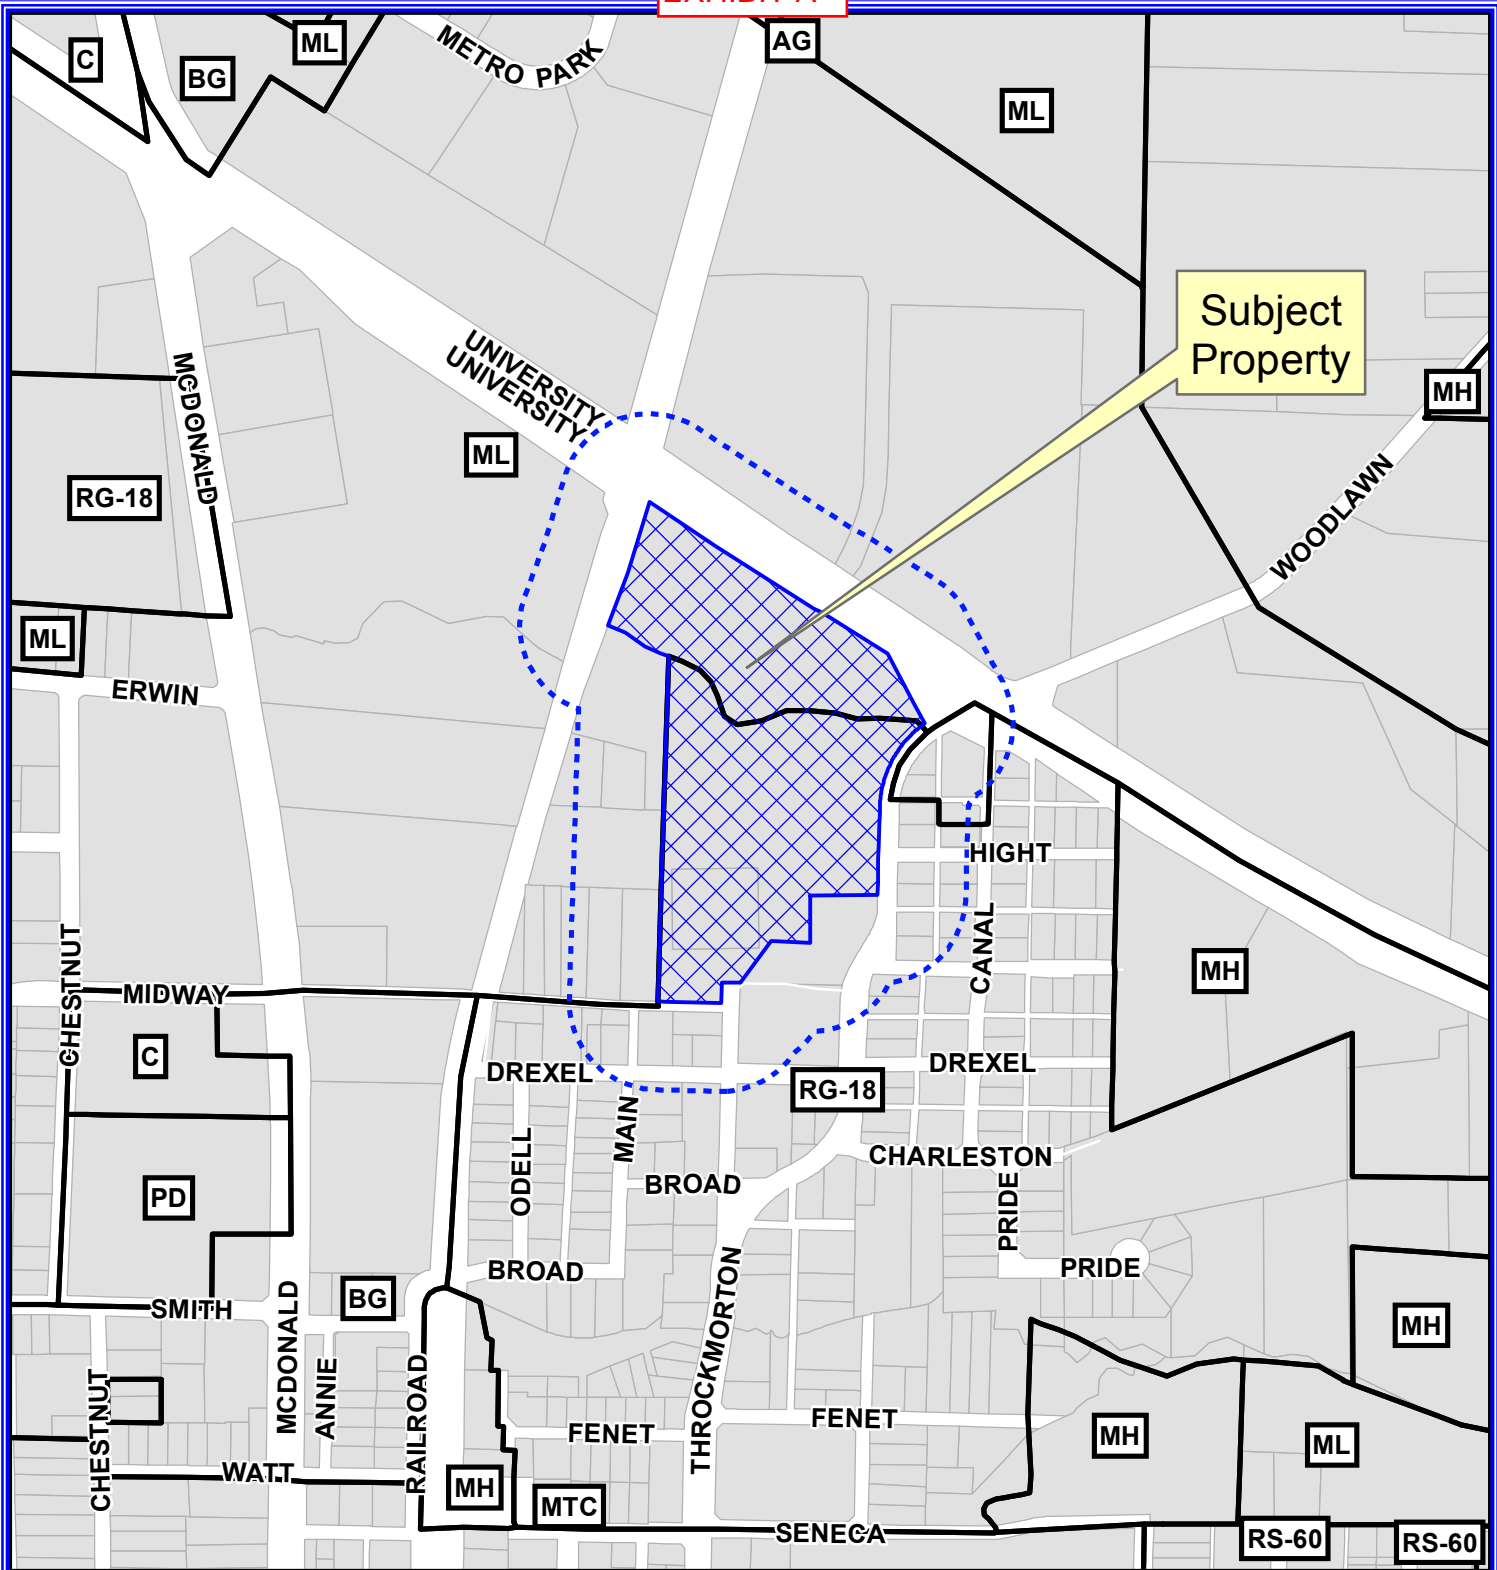 EXHIBIT A
C
BG
ML
METRO PARK
AG
ML
Subject
Property
UNIVERSITY
UNIVERSITY
MCDONALD
ML
MH
RG-18
WOODLAWN
ML
ERWIN
HIGHT
CANAL
CHESTNUT
MIDWAY
MH
C
DREXEL
DREXEL
RG-18
MAIN
ODELL
CHARLESTON
PD
BROAD
PRIDE
BROAD
PRIDE
SMITH
BG
MCDONALD
ANNIE
RAILROAD
THROCKMORTON
MH
CHESTNUT
FENET
FENET
MH
ML
WATT
MH
MTC
SENECA
RS-60
RS-60